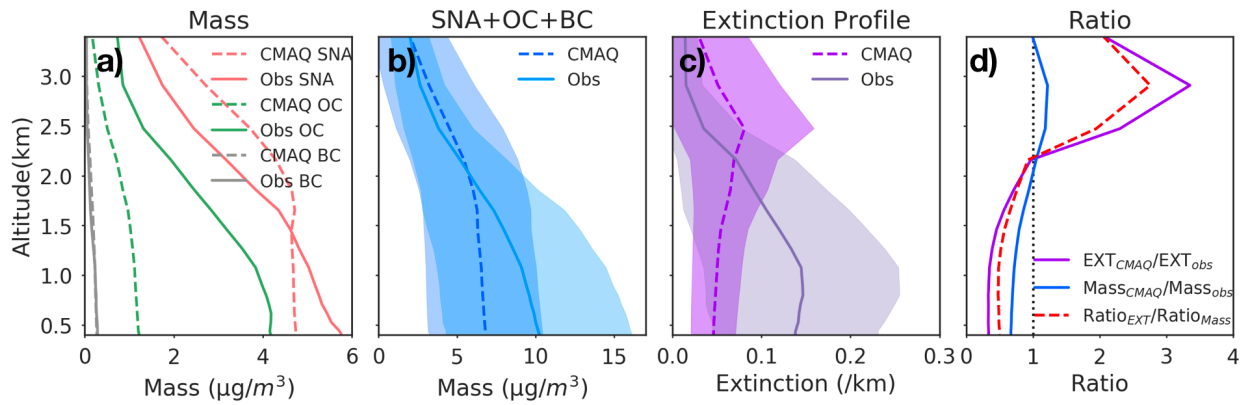 Mass
SNA+OC+BC
Extinction Profile
Ratio
a)
CMAQ SNA
Obs SNA
CMAQ OC
Obs OC
CMAQ BC
Obs BC
b)
CMAQ
Obs
c)
CMAQ
Obs
d)
EXT_CMAQ/EXT_obs
Mass_CMAQ/Mass_obs
Ratio_EXT/Ratio_Mass
Altitude(km)
3.0
2.5
2.0
1.5
1.0
0.5
0 2 4 6
0 5 10 15
0.0 0.1 0.2 0.3
0 1 2 3 4
Mass (μg/m³)
Mass (μg/m³)
Extinction (/km)
Ratio